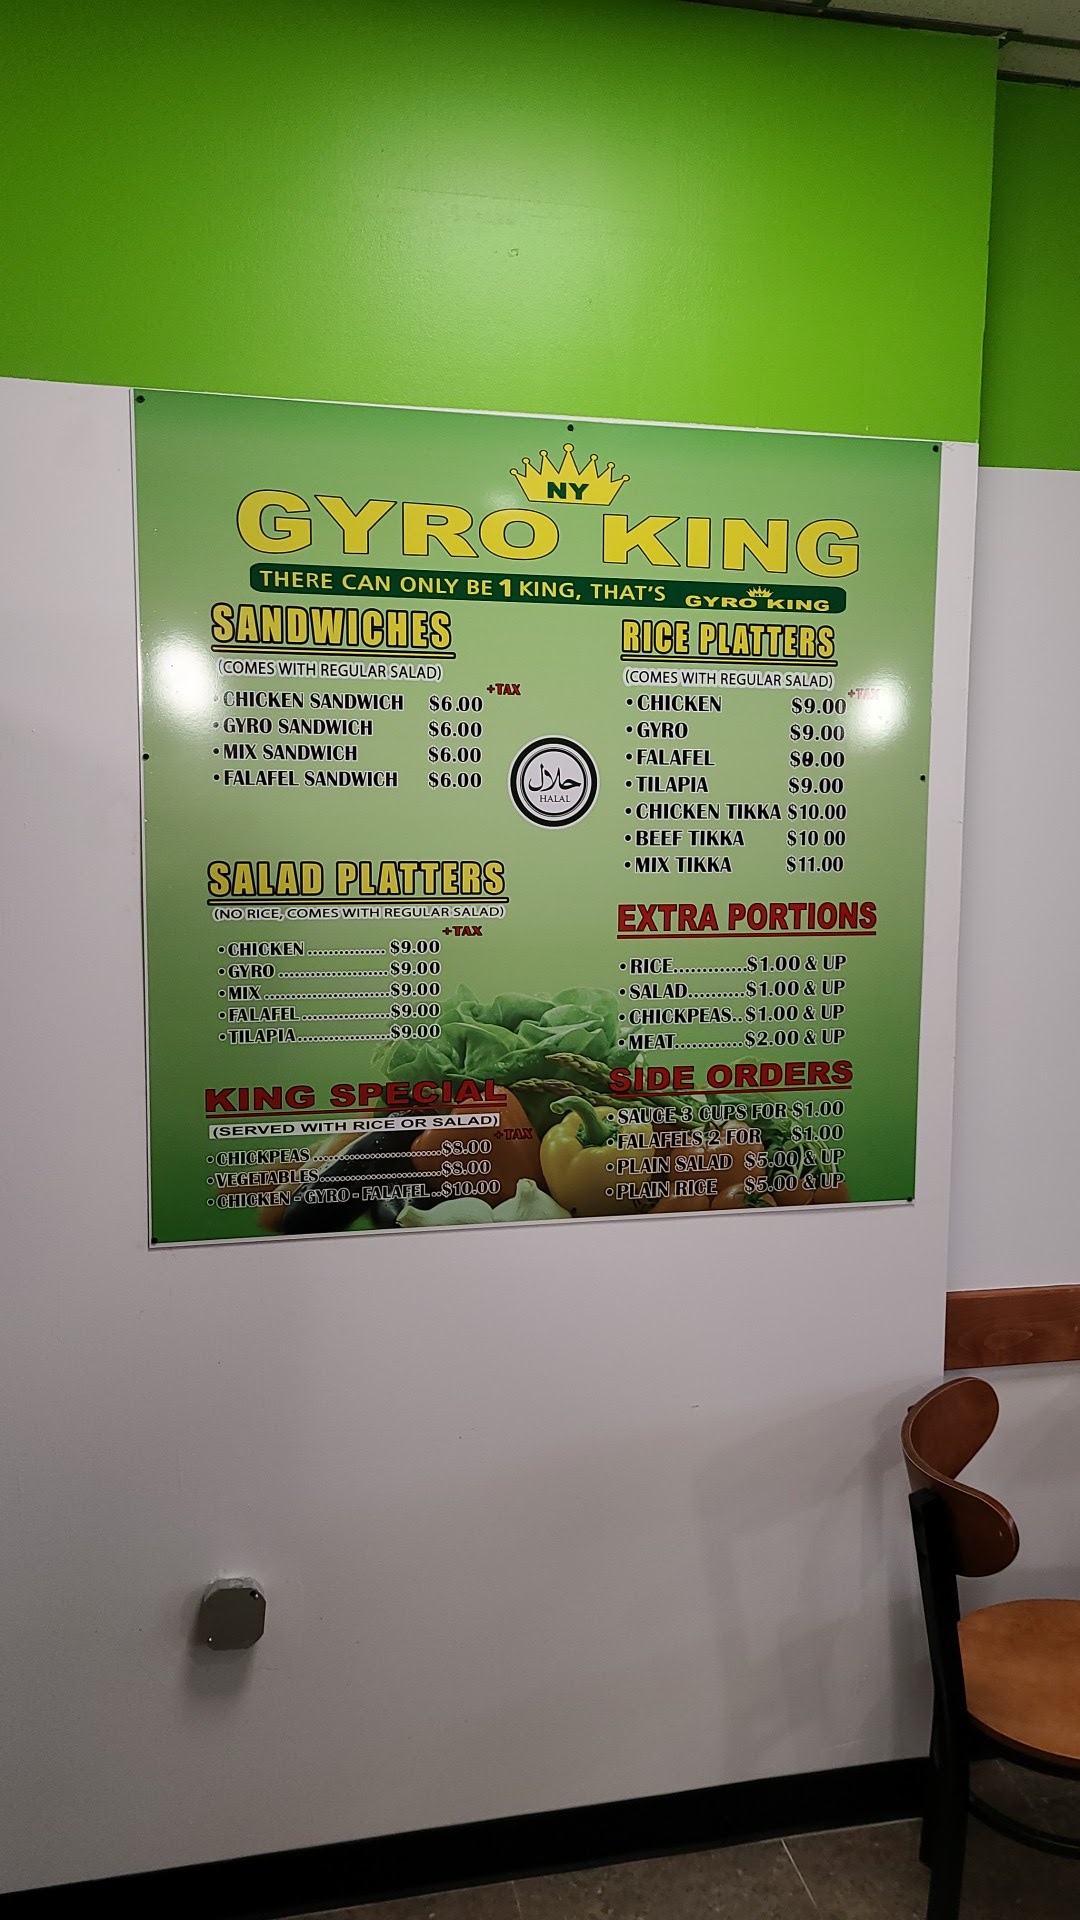 NY
GYRO KING
THERE CAN ONLY BE 1 KING, THAT'S NY GYRO KING
SANDWICHES
(COMES WITH REGULAR SALAD)
+TAX
• CHICKEN SANDWICH $6.00
• GYRO SANDWICH $6.00
• MIX SANDWICH $6.00
• FALAFEL SANDWICH $6.00
حلال
HALAL
SALAD PLATTERS
(NO RICE, COMES WITH REGULAR SALAD)
+TAX
• CHICKEN............... $9.00
• GYRO.....................$9.00
• MIX........................$9.00
• FALAFEL.................$9.00
• TILAPIA..................$9.00
KING SPECIAL
(SERVED WITH RICE OR SALAD)
+TAX
• CHICKPEAS..........................$8.00
• VEGETABLES.........................$8.00
• CHICKEN - GYRO - FALAFEL..$10.00
RICE PLATTERS
(COMES WITH REGULAR SALAD)
+TAX
• CHICKEN $9.00
• GYRO $9.00
• FALAFEL $9.00
• TILAPIA $9.00
• CHICKEN TIKKA $10.00
• BEEF TIKKA $10 00
• MIX TIKKA $11.00
EXTRA PORTIONS
• RICE.............$1.00 & UP
• SALAD..........$1.00 & UP
• CHICKPEAS..$1.00 & UP
• MEAT............$2.00 & UP
SIDE ORDERS
• SAUCE 3 CUPS FOR $1.00
• FALAFELS 2 FOR $1.00
• PLAIN SALAD $5.00 & UP
• PLAIN RICE $5.00 & UP